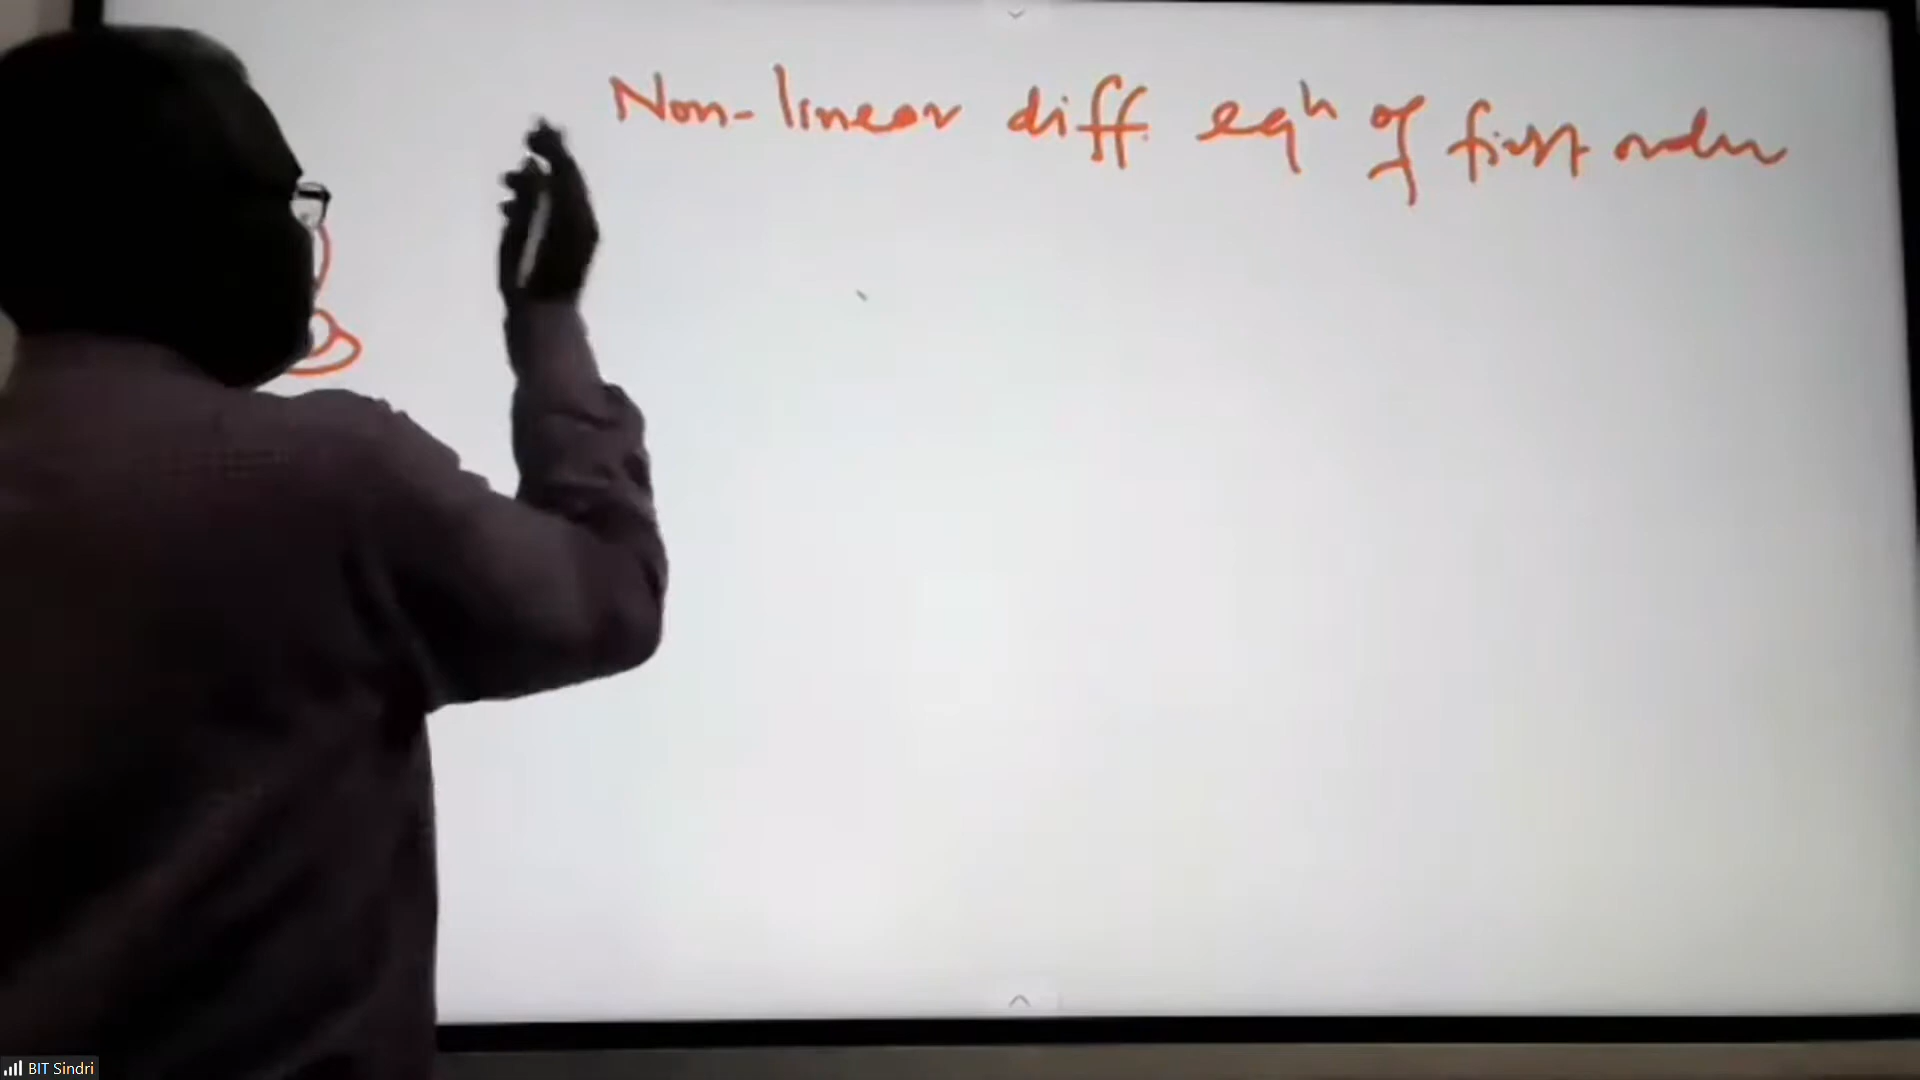 Non-linear diff. eqn of first order
BIT Sindri